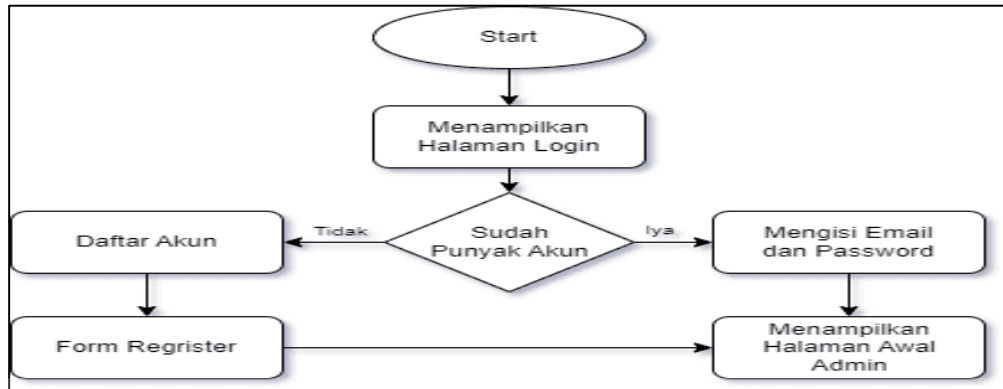 Start
Menampilkan
Halaman Login
Daftar Akun
Tidak
Sudah
Punyak Akun
Iya
Mengisi Email
dan Password
Form Regrister
Menampilkan
Halaman Awal
Admin